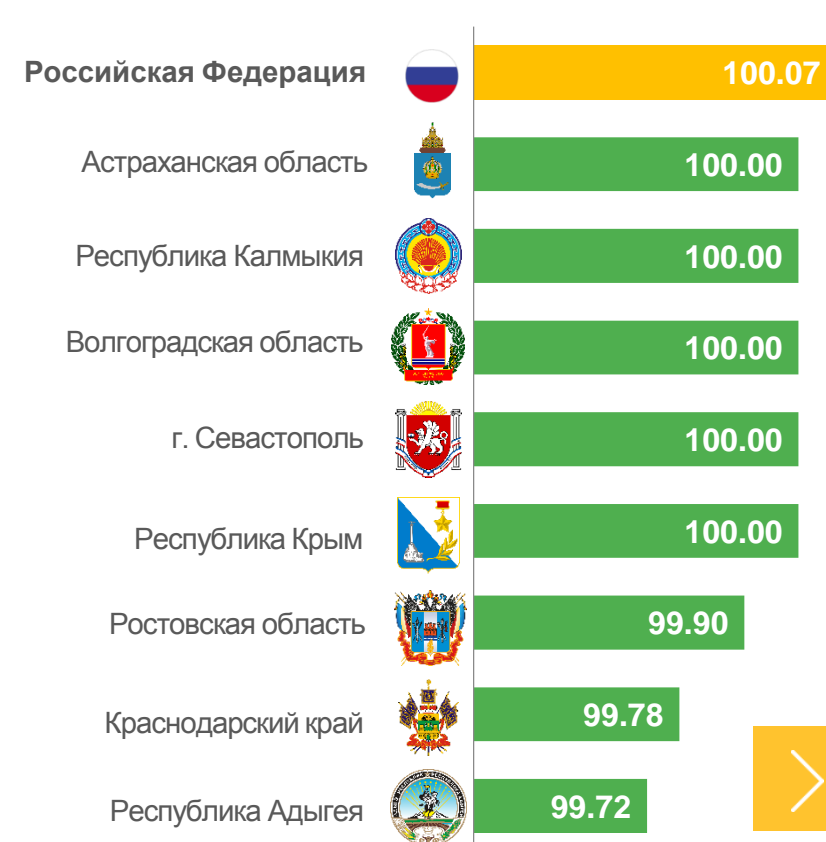 Российская Федерация 100.07
Астраханская область 100.00
Республика Калмыкия 100.00
Волгоградская область 100.00
г. Севастополь 100.00
Республика Крым 100.00
Ростовская область 99.90
Краснодарский край 99.78
Республика Адыгея 99.72